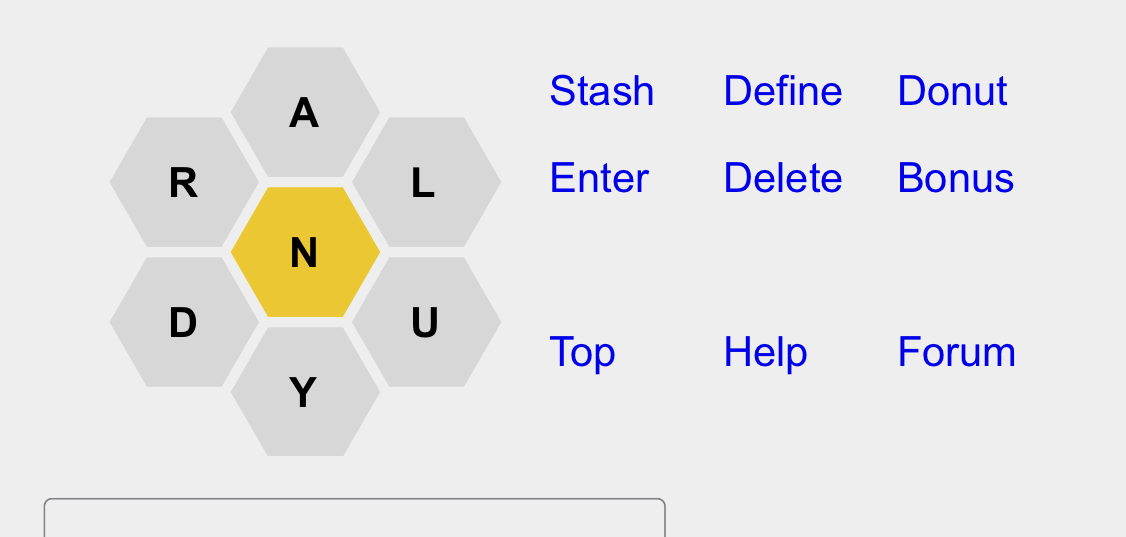 A
R
L
N
D
U
Y
Stash Define Donut
Enter Delete Bonus
Top Help Forum